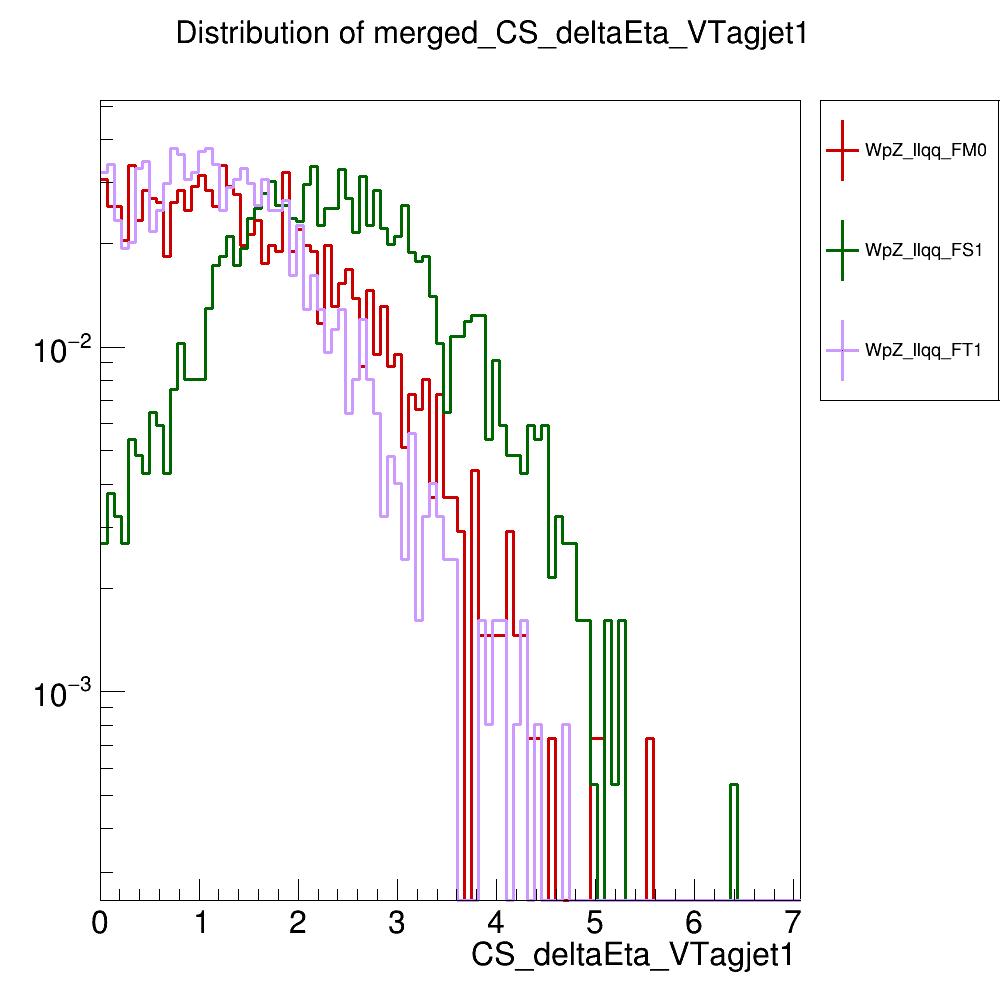 Distribution of merged_CS_deltaEta_VTagjet1
WpZ_llqq_FM0
WpZ_llqq_FS1
WpZ_llqq_FT1
10−2
10−3
0 1 2 3 4 5 6 7
CS_deltaEta_VTagjet1